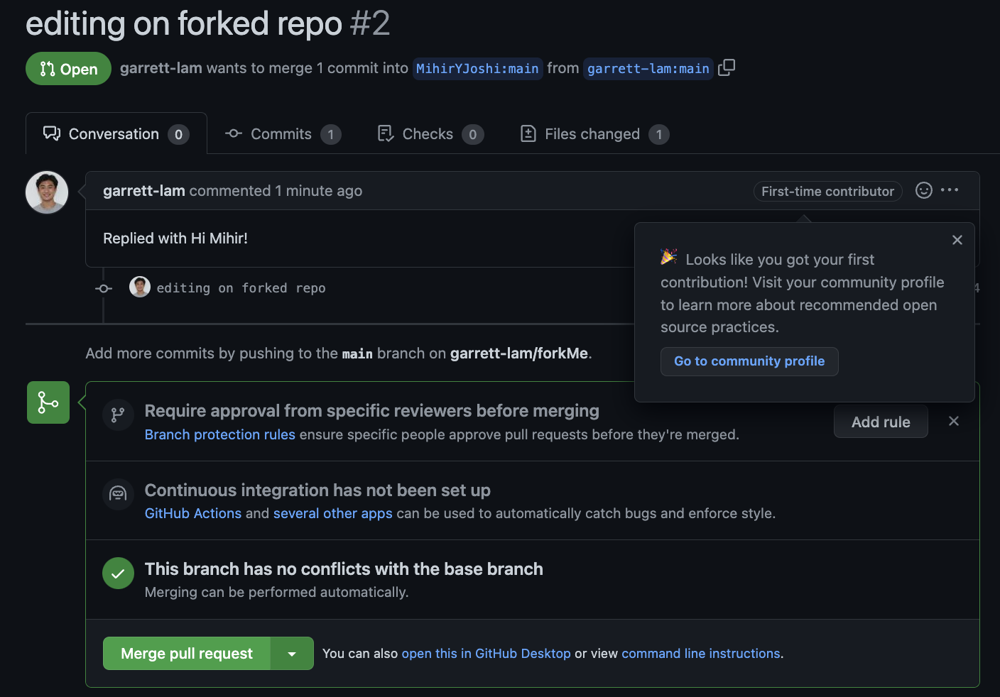 editing on forked repo #2
Open garrett-lam wants to merge 1 commit into MihirYJoshi:main from garrett-lam:main
Conversation 0 Commits 1 Checks 0 Files changed 1
garrett-lam commented 1 minute ago First-time contributor
Replied with Hi Mihir!
🎉 Looks like you got your first
contribution! Visit your community profile
to learn more about recommended open
source practices.
Go to community profile
editing on forked repo
4
Add more commits by pushing to the main branch on garrett-lam/forkMe.
Require approval from specific reviewers before merging
Branch protection rules ensure specific people approve pull requests before they're merged.
Add rule
Continuous integration has not been set up
GitHub Actions and several other apps can be used to automatically catch bugs and enforce style.
This branch has no conflicts with the base branch
Merging can be performed automatically.
Merge pull request You can also open this in GitHub Desktop or view command line instructions.